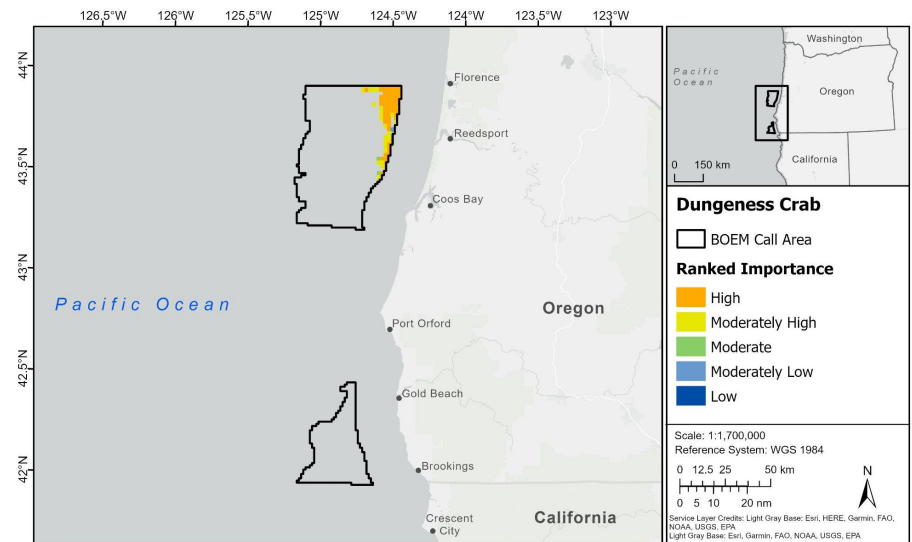 126.5°W 126°W 125.5°W 125°W 124.5°W 124°W 123.5°W 123°W
44°N
43.5°N
43°N
42.5°N
42°N
Florence
Reedsport
Coos Bay
Pacific Ocean
Oregon
Port Orford
Gold Beach
Brookings
Crescent
City
California
Washington
Pacific
Ocean
Oregon
California
0 150 km
Dungeness Crab
BOEM Call Area
Ranked Importance
High
Moderately High
Moderate
Moderately Low
Low
Scale: 1:1,700,000
Reference System: WGS 1984
0 12.5 25 50 km
0 5 10 20 nm
N
Service Layer Credits: Light Gray Base: Esri, HERE, Garmin, FAO,
NOAA, USGS, EPA
Light Gray Base: Esri, Garmin, FAO, NOAA, USGS, EPA